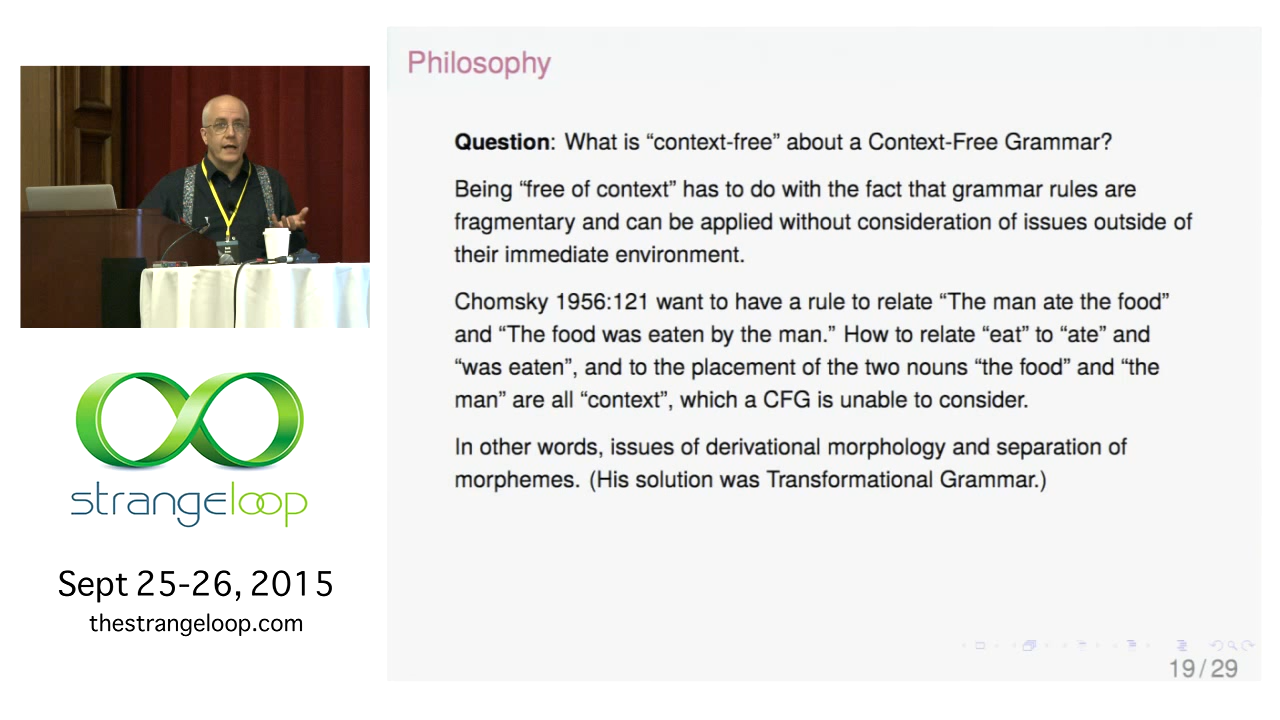 Philosophy
Question: What is “context-free” about a Context-Free Grammar?
Being “free of context” has to do with the fact that grammar rules are
fragmentary and can be applied without consideration of issues outside of
their immediate environment.
Chomsky 1956:121 want to have a rule to relate “The man ate the food”
and “The food was eaten by the man.” How to relate “eat” to “ate” and
“was eaten”, and to the placement of the two nouns “the food” and “the
man” are all “context”, which a CFG is unable to consider.
In other words, issues of derivational morphology and separation of
morphemes. (His solution was Transformational Grammar.)
19 / 29
strangeloop
Sept 25-26, 2015
thestrangeloop.com